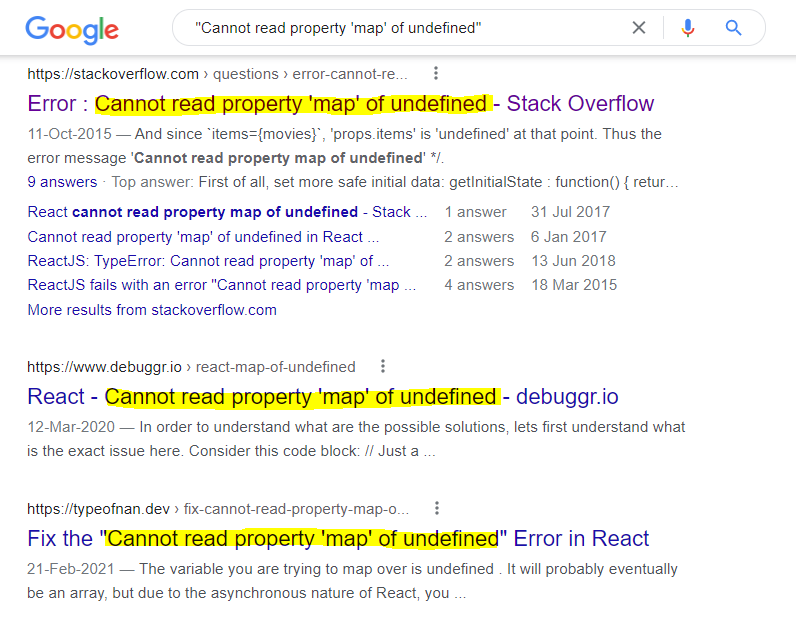 Google
"Cannot read property 'map' of undefined"
https://stackoverflow.com › questions › error-cannot-re...
Error : Cannot read property 'map' of undefined - Stack Overflow
11-Oct-2015 — And since `items={movies}`, 'props.items' is 'undefined' at that point. Thus the
error message 'Cannot read property map of undefined' */.
9 answers · Top answer: First of all, set more safe initial data: getInitialState : function() { retur...
React cannot read property map of undefined - Stack ... 1 answer 31 Jul 2017
Cannot read property 'map' of undefined in React ... 2 answers 6 Jan 2017
ReactJS: TypeError: Cannot read property 'map' of ... 2 answers 13 Jun 2018
ReactJS fails with an error "Cannot read property 'map ... 4 answers 18 Mar 2015
More results from stackoverflow.com
https://www.debuggr.io › react-map-of-undefined
React - Cannot read property 'map' of undefined - debuggr.io
12-Mar-2020 — In order to understand what are the possible solutions, lets first understand what
is the exact issue here. Consider this code block: // Just a ...
https://typeofnan.dev › fix-cannot-read-property-map-o...
Fix the "Cannot read property 'map' of undefined" Error in React
21-Feb-2021 — The variable you are trying to map over is undefined . It will probably eventually
be an array, but due to the asynchronous nature of React, you ...